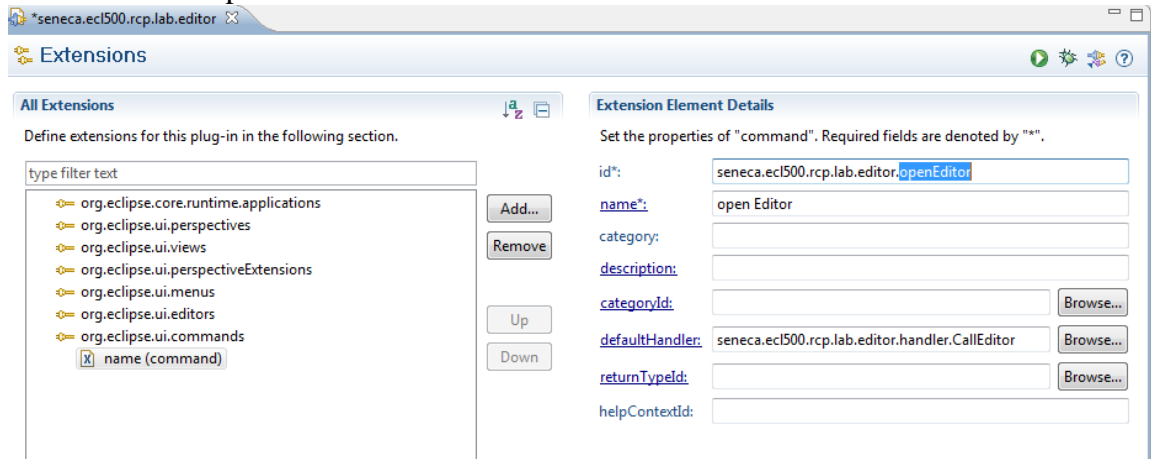 *seneca.ecl500.rcp.lab.editor
Extensions
All Extensions
Define extensions for this plug-in in the following section.
type filter text
org.eclipse.core.runtime.applications
org.eclipse.ui.perspectives
org.eclipse.ui.views
org.eclipse.ui.perspectiveExtensions
org.eclipse.ui.menus
org.eclipse.ui.editors
org.eclipse.ui.commands
name (command)
Add...
Remove
Up
Down
Extension Element Details
Set the properties of "command". Required fields are denoted by "*".
id*: seneca.ecl500.rcp.lab.editor.openEditor
name*: open Editor
category:
description:
categoryId: Browse...
defaultHandler: seneca.ecl500.rcp.lab.editor.handler.CallEditor Browse...
returnTypeId: Browse...
helpContextId: